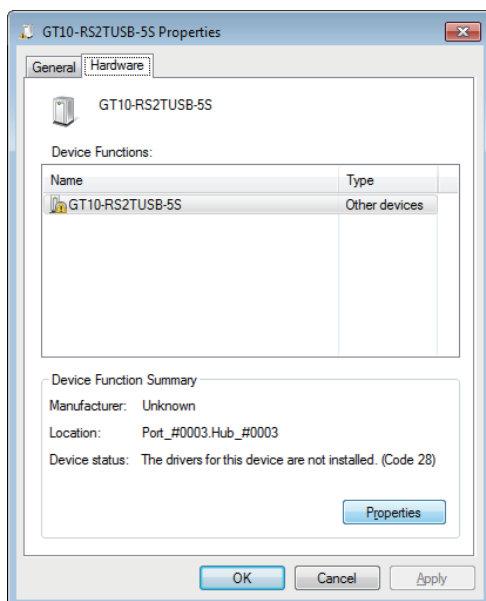 GT10-RS2TUSB-5S Properties
General Hardware
GT10-RS2TUSB-5S
Device Functions:
Name Type
GT10-RS2TUSB-5S Other devices
Device Function Summary
Manufacturer: Unknown
Location: Port_#0003.Hub_#0003
Device status: The drivers for this device are not installed. (Code 28)
Properties
OK Cancel Apply